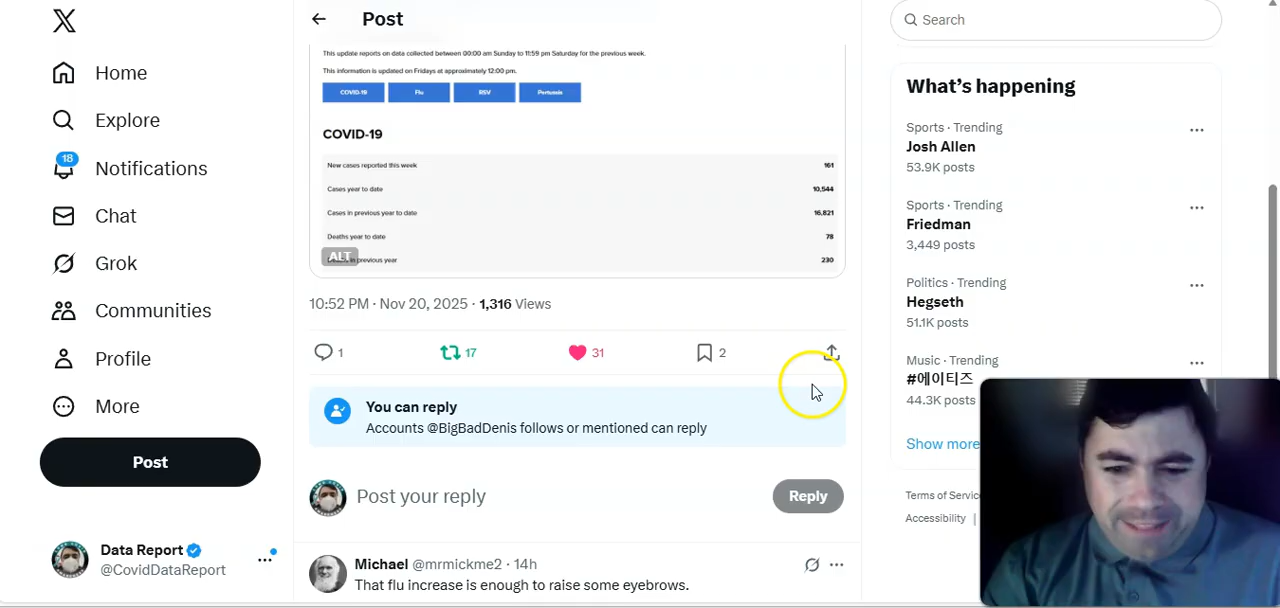 Post
Search
This update reports on data collected between 00:00 am Sunday to 11:59 pm Saturday for the previous week.
This information is updated on Fridays at approximately 12:00 pm.
COVID-19
Flu
RSV
Pertussis
COVID-19
New cases reported this week 161
Cases year to date 10,544
Cases in previous year to date 16,821
Deaths year to date 78
Deaths in previous year 230
ALT
10:52 PM · Nov 20, 2025 · 1,316 Views
1
17
31
2
You can reply
Accounts @BigBadDenis follows or mentioned can reply
Post your reply
Reply
Michael @mrmickme2 · 14h
That flu increase is enough to raise some eyebrows.
Home
Explore
18
Notifications
Chat
Grok
Communities
Profile
More
Post
Data Report
@CovidDataReport
What's happening
Sports · Trending
Josh Allen
53.9K posts
Sports · Trending
Friedman
3,449 posts
Politics · Trending
Hegseth
51.1K posts
Music · Trending
#에이티즈
44.3K posts
Show more
Terms of Service
Accessibility |